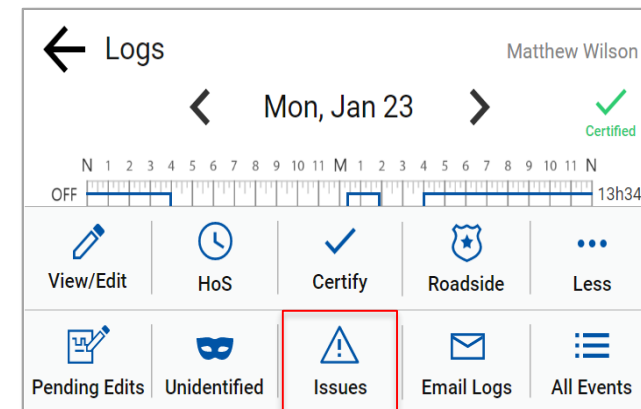 Logs
Matthew Wilson
Mon, Jan 23
Certified
N 1 2 3 4 5 6 7 8 9 10 11 M 1 2 3 4 5 6 7 8 9 10 11 N
OFF 13h34
View/Edit HoS Certify Roadside Less
Pending Edits Unidentified Issues Email Logs All Events